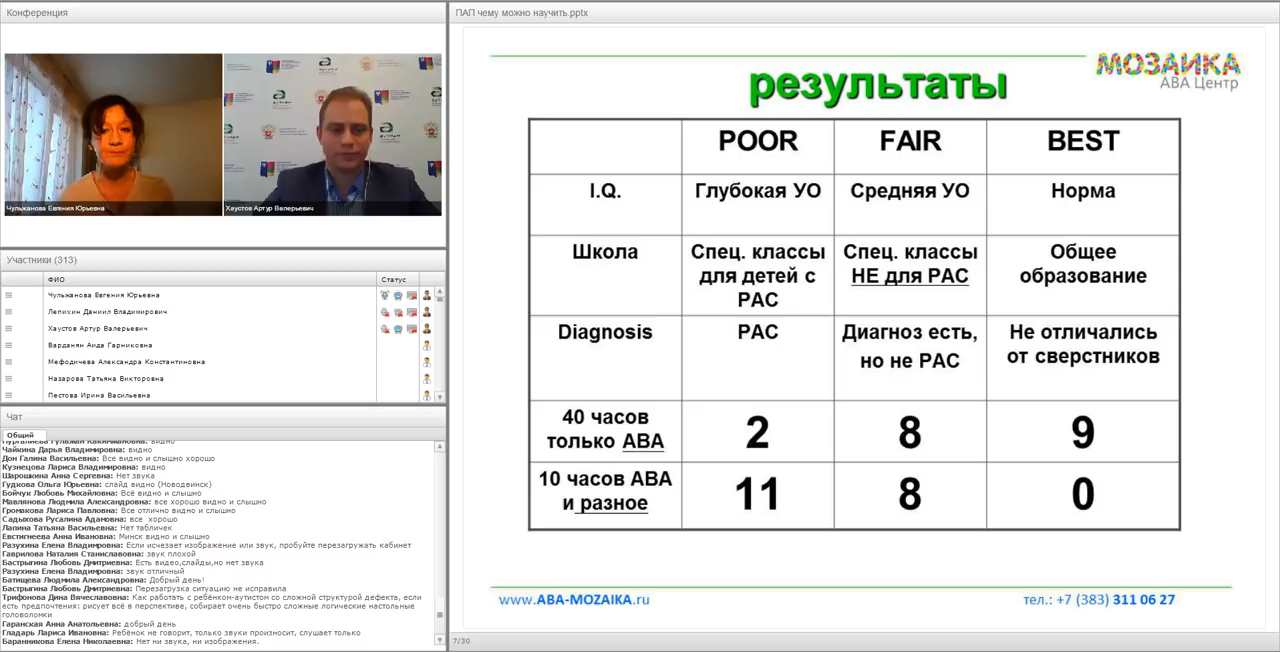 Конференция
Чульжанова Евгения Юрьевна
Хаустов Артур Валерьевич
Участники (313)
ФИО
Статус
Чульжанова Евгения Юрьевна
Лепихин Даниил Владимирович
Хаустов Артур Валерьевич
Варданян Аида Гарниковна
Мефодичева Александра Константиновна
Назарова Татьяна Викторовна
Пестова Ирина Васильевна
Чат
Общий
Чайкина Дарья Владимировна: видно
Дон Галина Васильевна: Все видно и слышно хорошо
Кузнецова Лариса Владимировна: видно
Шарошкина Анна Сергевна: Нет звука
Гудкова Ольга Юрьевна: слайд видно (Новодвинск)
Бойчук Любовь Михайловна: Всё видно и слышно
Мавлянова Людмила Александровна: все хорошо видно и слышно
Громакова Лариса Павловна: Все отлично видно и слышно
Садыхова Русалина Адамовна: все хорошо
Лапина Татьяна Васильевна: Нет табличек
Евстигнеева Анна Ивановна: Минск видно и слышно
Разухина Елена Владимровна: Если исчезает изображение или звук, пробуйте перезагружать кабинет
Гаврилова Наталия Станиславовна: звук плохой
Бастрыгина Любовь Дмитриевна: Есть видео,слайды,но нет звука
Разухина Елена Владимровна: звук отличный
Батищева Людмила Александровна: Добрый день!
Бастрыгина Любовь Дмитриевна: Перезагрузка ситуацию не исправила
Трифонова Дина Вячеславовна: Как работать с ребёнком-аутистом со сложной структурой дефекта, если
есть предпочтения: рисует всё в перспективе, собирает очень быстро сложные логические настольные
головоломки
Гаранская Анна Анатольевна: добрый день
Гладарь Лариса Ивановна: Ребёнок не говорит, только звуки произносит, слушает только
Баранникова Елена Николаевна: Нет ни звука, ни изображения.
ПАП чему можно научить.pptx
МОЗАИКА
АВА Центр
результаты
POOR FAIR BEST
I.Q. Глубокая УО Средняя УО Норма
Школа Спец. классы Спец. классы Общее
для детей с НЕ для РАС образование
РАС
Diagnosis РАС Диагноз есть, Не отличались
но не РАС от сверстников
40 часов
только АВА 2 8 9
10 часов АВА
и разное 11 8 0
www.ABA-MOZAIKA.ru
тел.: +7 (383) 311 06 27
7/30